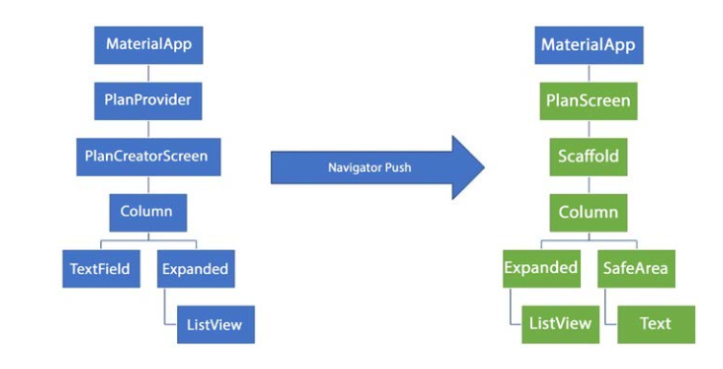 MaterialApp
PlanProvider
PlanCreatorScreen
Column
TextField
Expanded
ListView
Navigator Push
MaterialApp
PlanScreen
Scaffold
Column
Expanded
SafeArea
ListView
Text